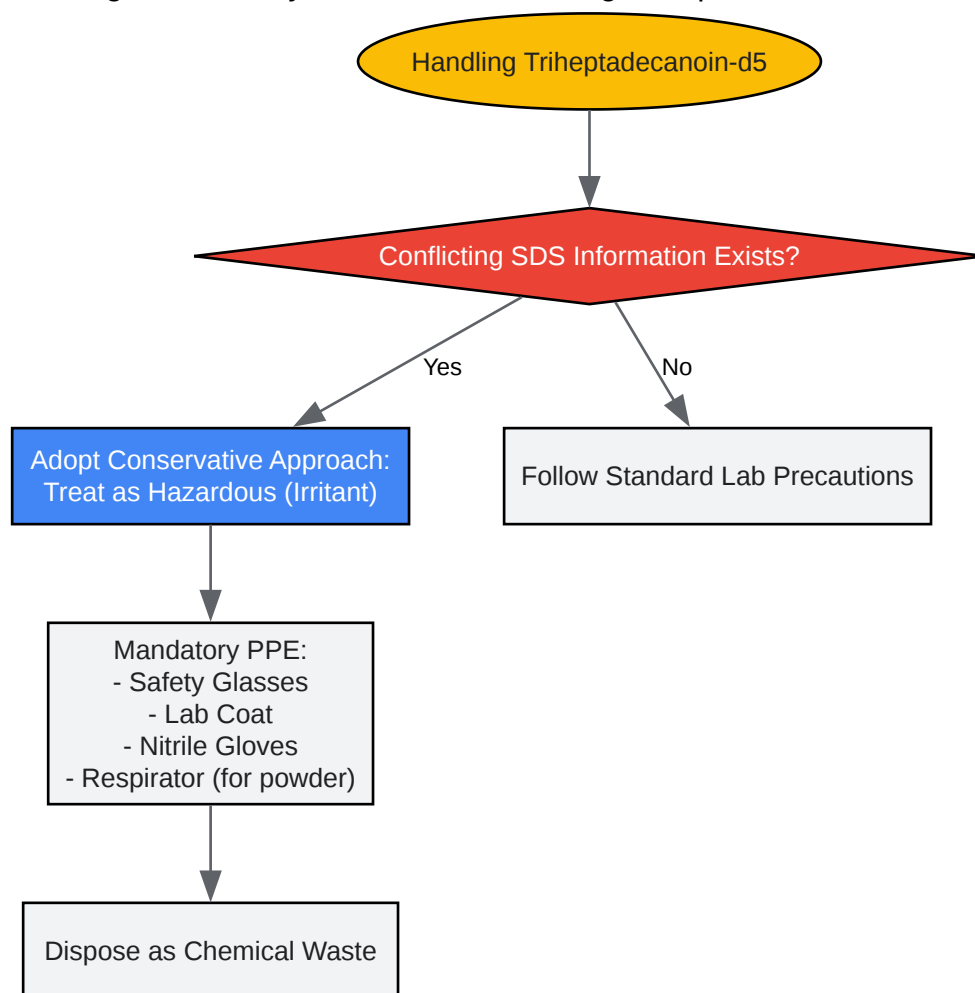 Handling Triheptadecanoin-d5
Conflicting SDS Information Exists?
Yes
No
Adopt Conservative Approach:
Treat as Hazardous (Irritant)
Follow Standard Lab Precautions
Mandatory PPE:
- Safety Glasses
- Lab Coat
- Nitrile Gloves
- Respirator (for powder)
Dispose as Chemical Waste